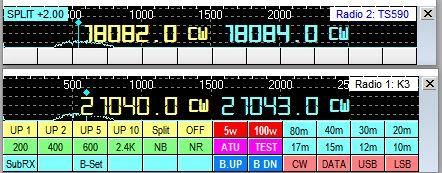 SPLIT +2.00 1000 1500 2000 Radio 2: TS590
18082.0 CW 18084.0 CW
500 1000 1500 2000 Radio 1: K3
27040.0 CW 27043.0 CW
UP 1 UP 2 UP 5 UP 10 Split OFF 5w 100w 80m 40m 30m 20m
200 400 600 2.4K NB NR ATU TEST 17m 15m 12m 10m
SubRX B-Set B UP B DN CW DATA USB LSB